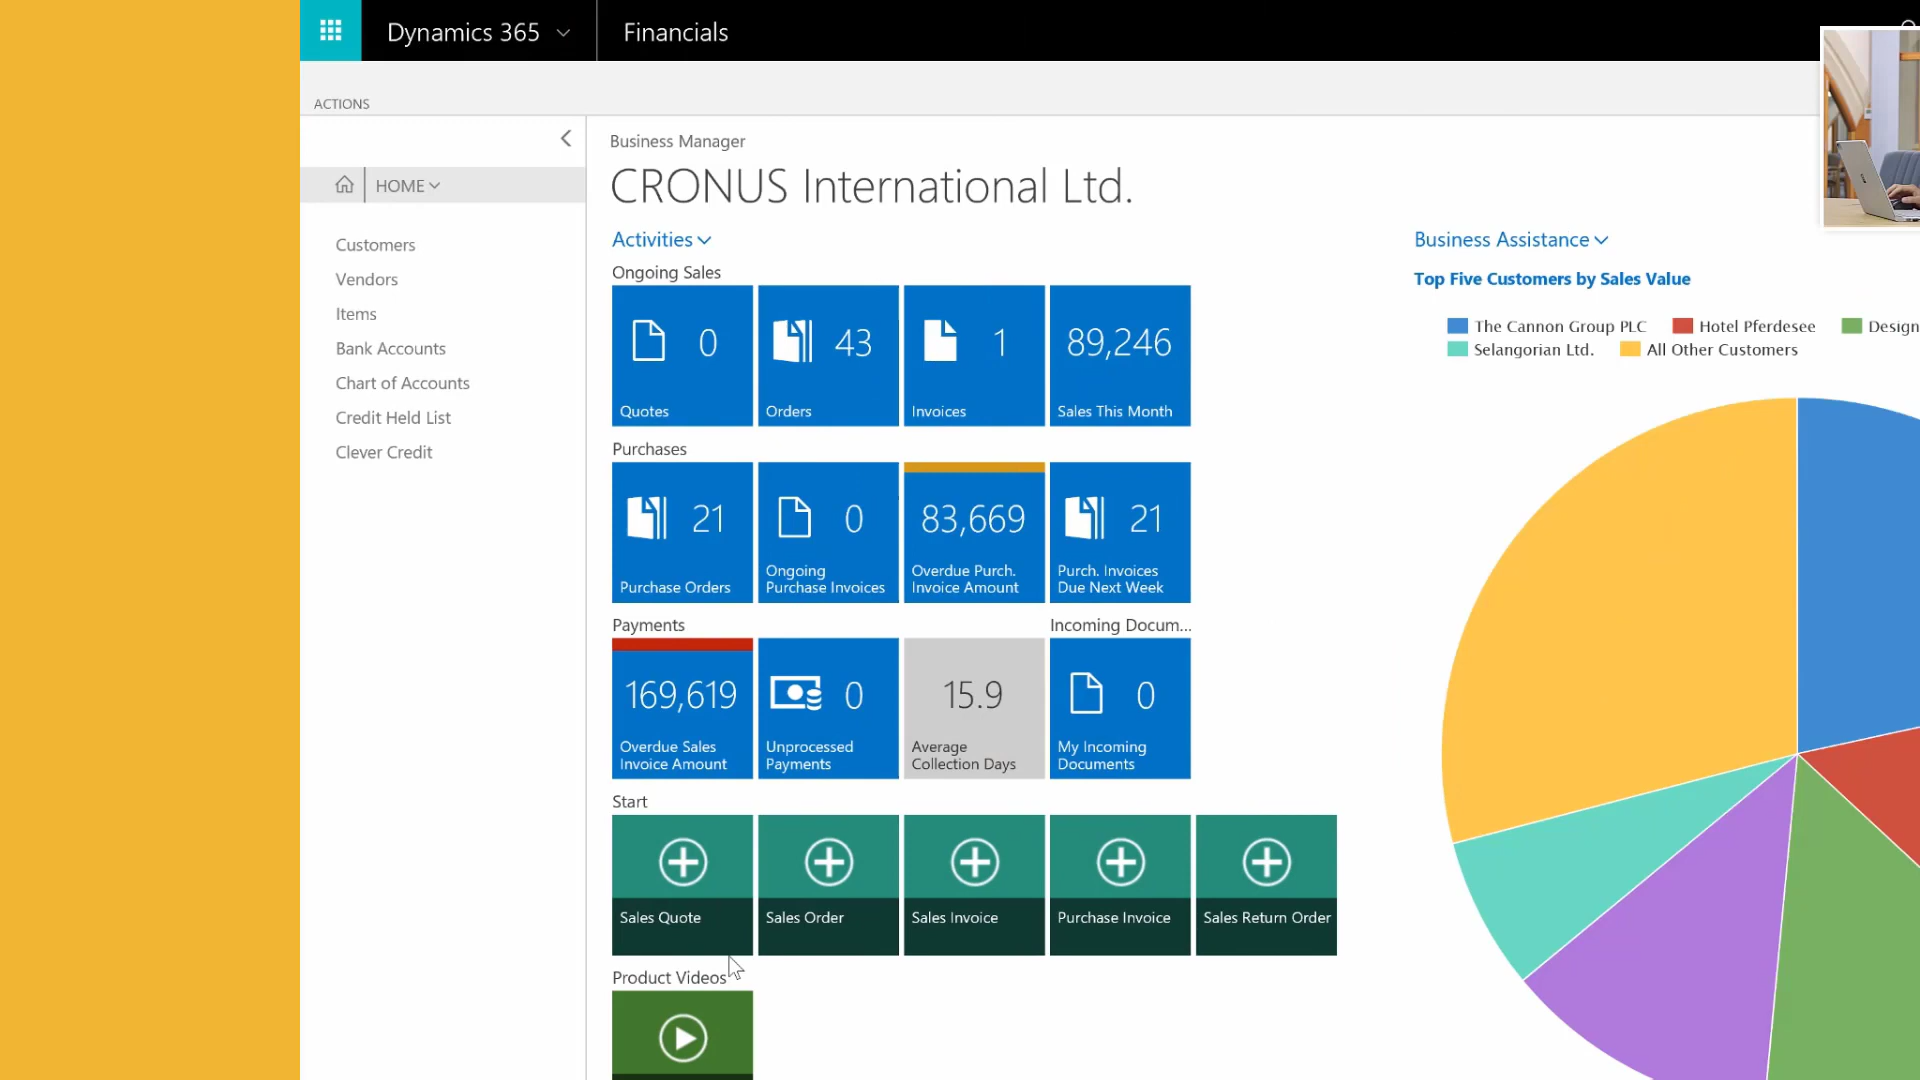 Dynamics 365
Financials
ACTIONS
Business Manager
CRONUS International Ltd.
HOME
Customers
Vendors
Items
Bank Accounts
Chart of Accounts
Credit Held List
Clever Credit
Activities
Ongoing Sales
0
Quotes
43
Orders
1
Invoices
89,246
Sales This Month
Purchases
21
Purchase Orders
0
Ongoing
Purchase Invoices
83,669
Overdue Purch.
Invoice Amount
21
Purch. Invoices
Due Next Week
Payments
Incoming Docum...
169,619
Overdue Sales
Invoice Amount
0
Unprocessed
Payments
15.9
Average
Collection Days
0
My Incoming
Documents
Start
Sales Quote
Sales Order
Sales Invoice
Purchase Invoice
Sales Return Order
Product Videos
Business Assistance
Top Five Customers by Sales Value
The Cannon Group PLC
Hotel Pferdesee
Design
Selangorian Ltd.
All Other Customers